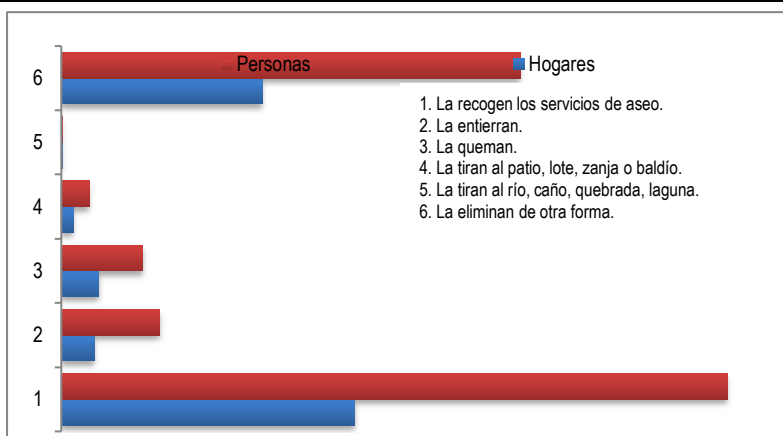 Personas Hogares
6
1. La recogen los servicios de aseo.
2. La entierran.
3. La queman.
4. La tiran al patio, lote, zanja o baldío.
5. La tiran al río, caño, quebrada, laguna.
6. La eliminan de otra forma.
5
4
3
2
1